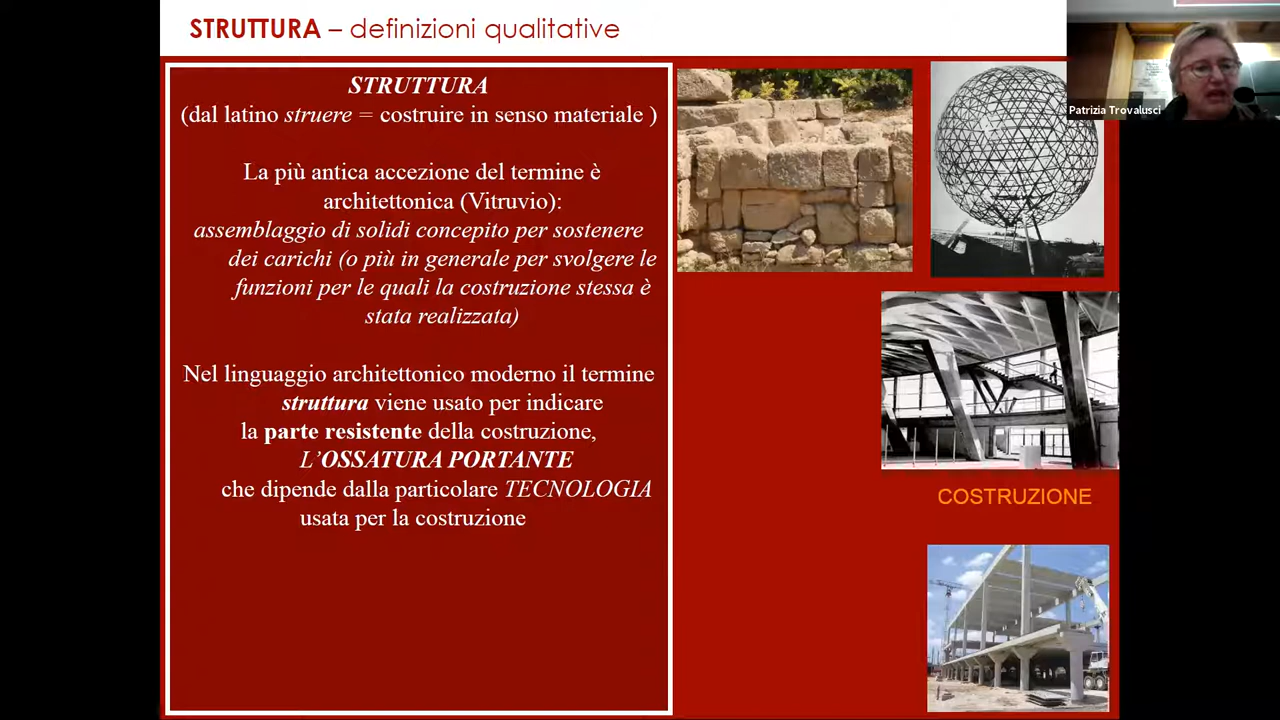 STRUTTURA – definizioni qualitative
STRUTTURA
(dal latino struere = costruire in senso materiale )
La più antica accezione del termine è
architettonica (Vitruvio):
assemblaggio di solidi concepito per sostenere
dei carichi (o più in generale per svolgere le
funzioni per le quali la costruzione stessa è
stata realizzata)
Nel linguaggio architettonico moderno il termine
struttura viene usato per indicare
la parte resistente della costruzione,
L’OSSATURA PORTANTE
che dipende dalla particolare TECNOLOGIA
usata per la costruzione
COSTRUZIONE
Patrizia Trovalusci